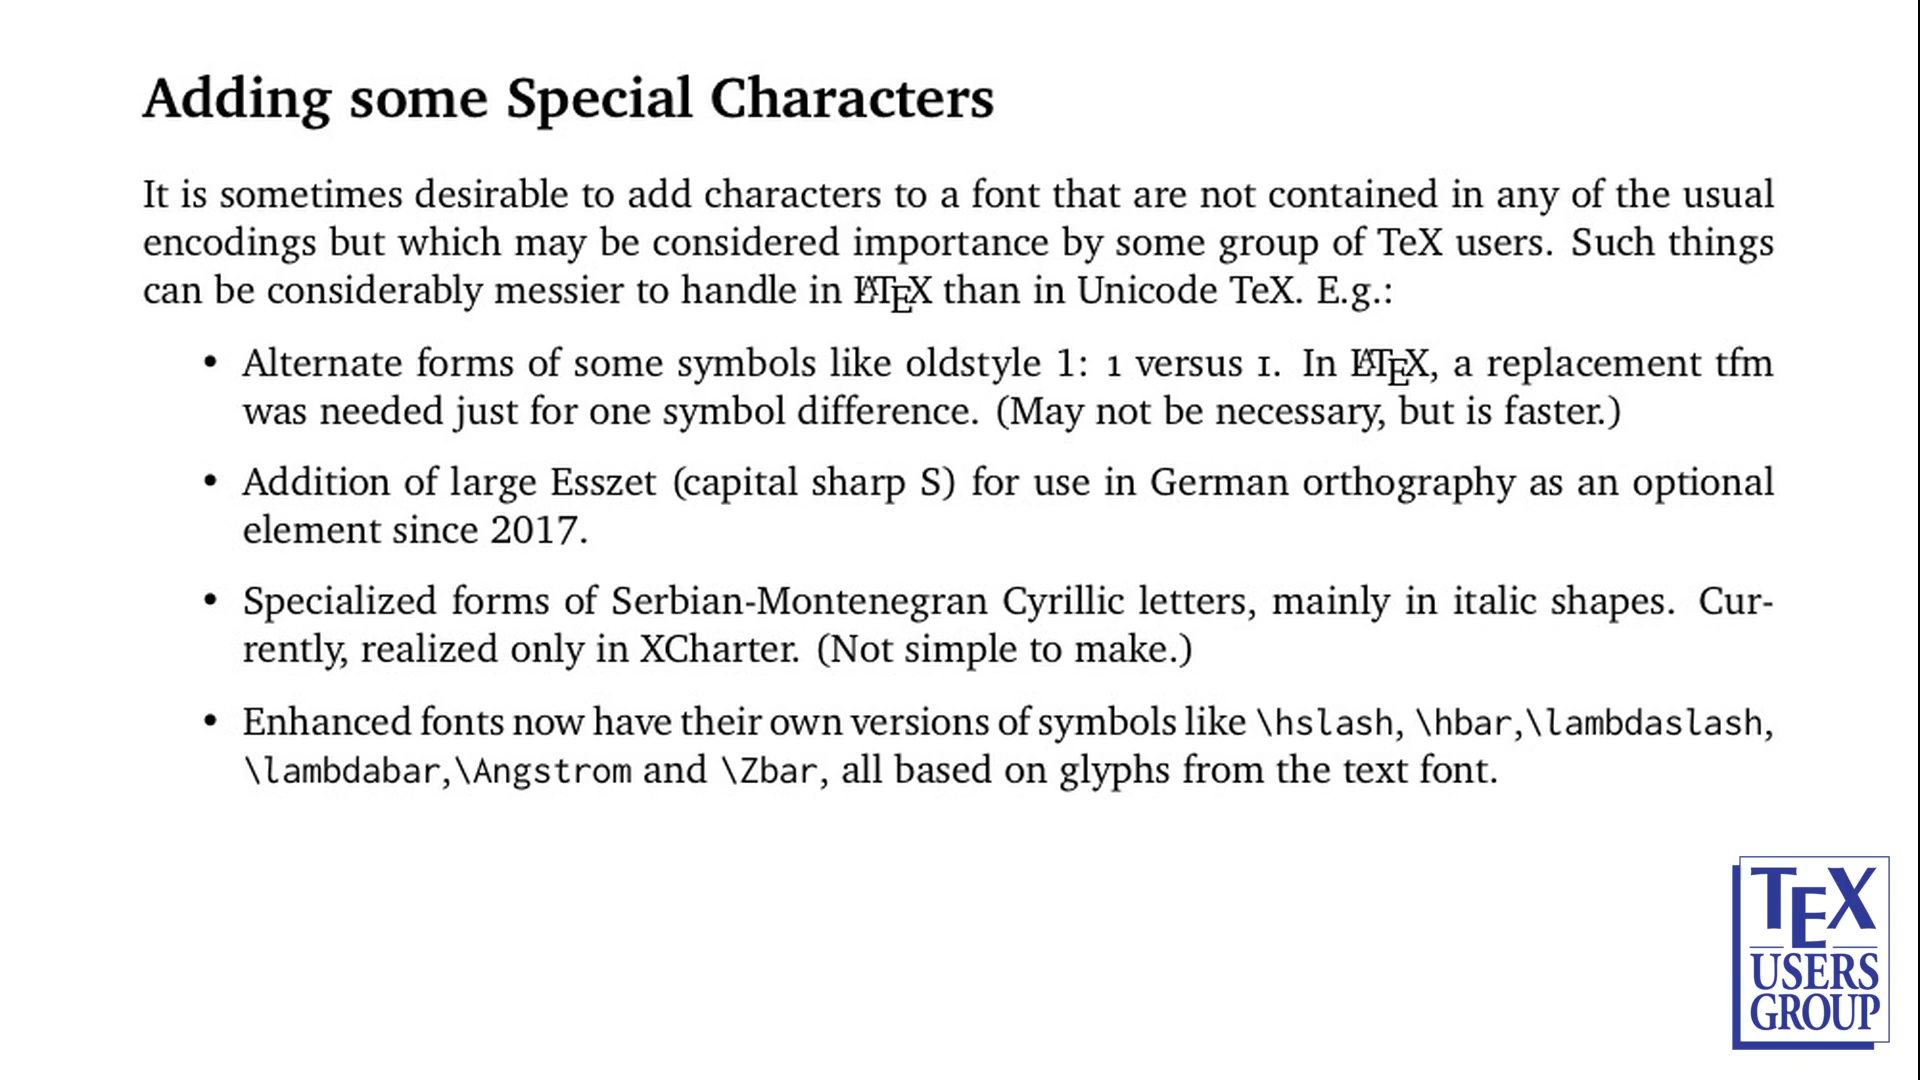 Adding some Special Characters
It is sometimes desirable to add characters to a font that are not contained in any of the usual
encodings but which may be considered importance by some group of TeX users. Such things
can be considerably messier to handle in LATEX than in Unicode TeX. E.g.:
• Alternate forms of some symbols like oldstyle 1: 1 versus ı. In LATEX, a replacement tfm
was needed just for one symbol difference. (May not be necessary, but is faster.)
• Addition of large Esszet (capital sharp S) for use in German orthography as an optional
element since 2017.
• Specialized forms of Serbian-Montenegran Cyrillic letters, mainly in italic shapes. Cur-
rently, realized only in XCharter. (Not simple to make.)
• Enhanced fonts now have their own versions of symbols like \hslash, \hbar,\lambdaslash,
\lambdabar,\Angstrom and \Zbar, all based on glyphs from the text font.
TEX
USERS
GROUP